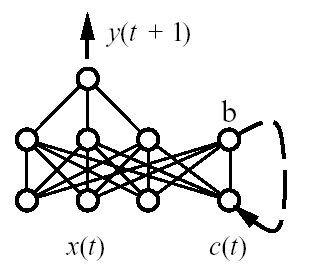 y(t + 1)
b
x(t) c(t)